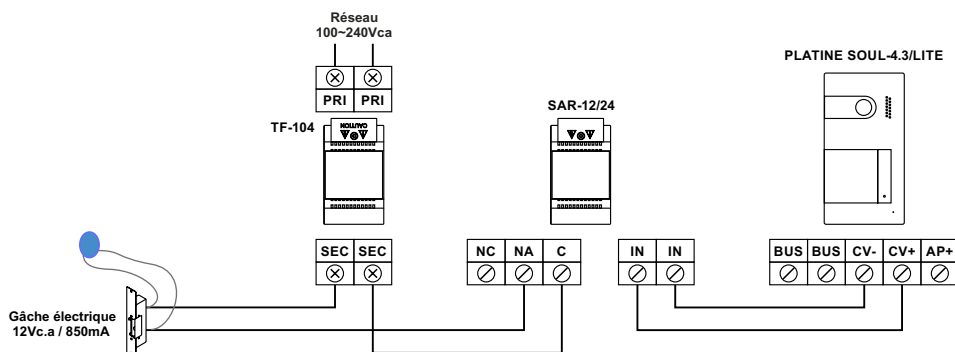 Réseau
100~240Vca
PLATINE SOUL-4.3/LITE
PRI PRI
TF-104
CAUTION
SAR-12/24
SEC SEC
NC NA C
IN IN
BUS BUS CV- CV+ AP+
Gâche électrique
12Vc.a / 850mA